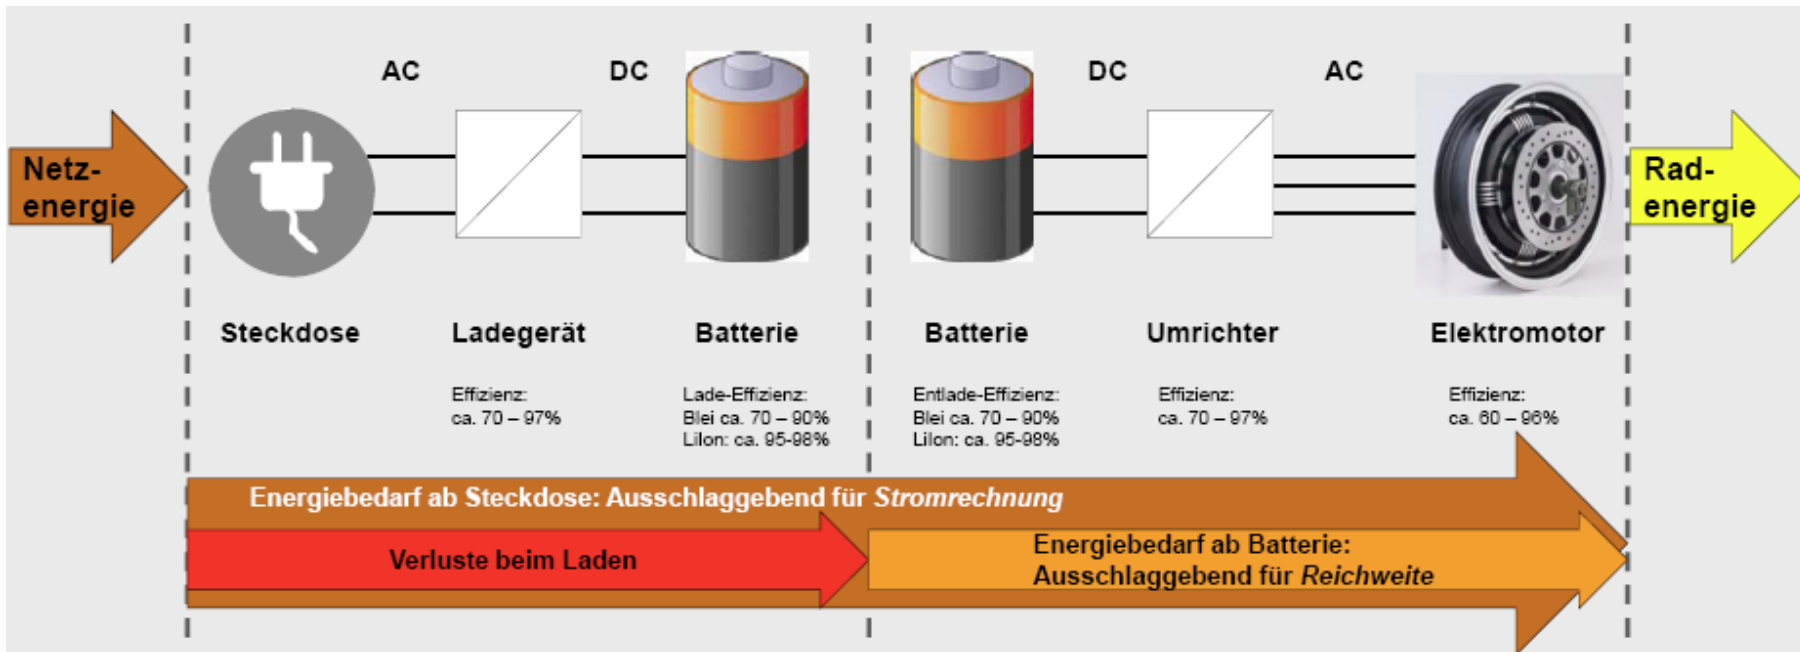 AC
DC
DC
AC
Netz-
energie
Rad-
energie
Steckdose
Ladegerät
Batterie
Batterie
Umrichter
Elektromotor
Effizienz:
ca. 70 – 97%
Lade-Effizienz:
Blei ca. 70 – 90%
LiIon: ca. 95-98%
Entlade-Effizienz:
Blei ca. 70 – 90%
LiIon: ca. 95-98%
Effizienz:
ca. 70 – 97%
Effizienz:
ca. 60 – 96%
Energiebedarf ab Steckdose: Ausschlaggebend für Stromrechnung
Verluste beim Laden
Energiebedarf ab Batterie:
Ausschlaggebend für Reichweite